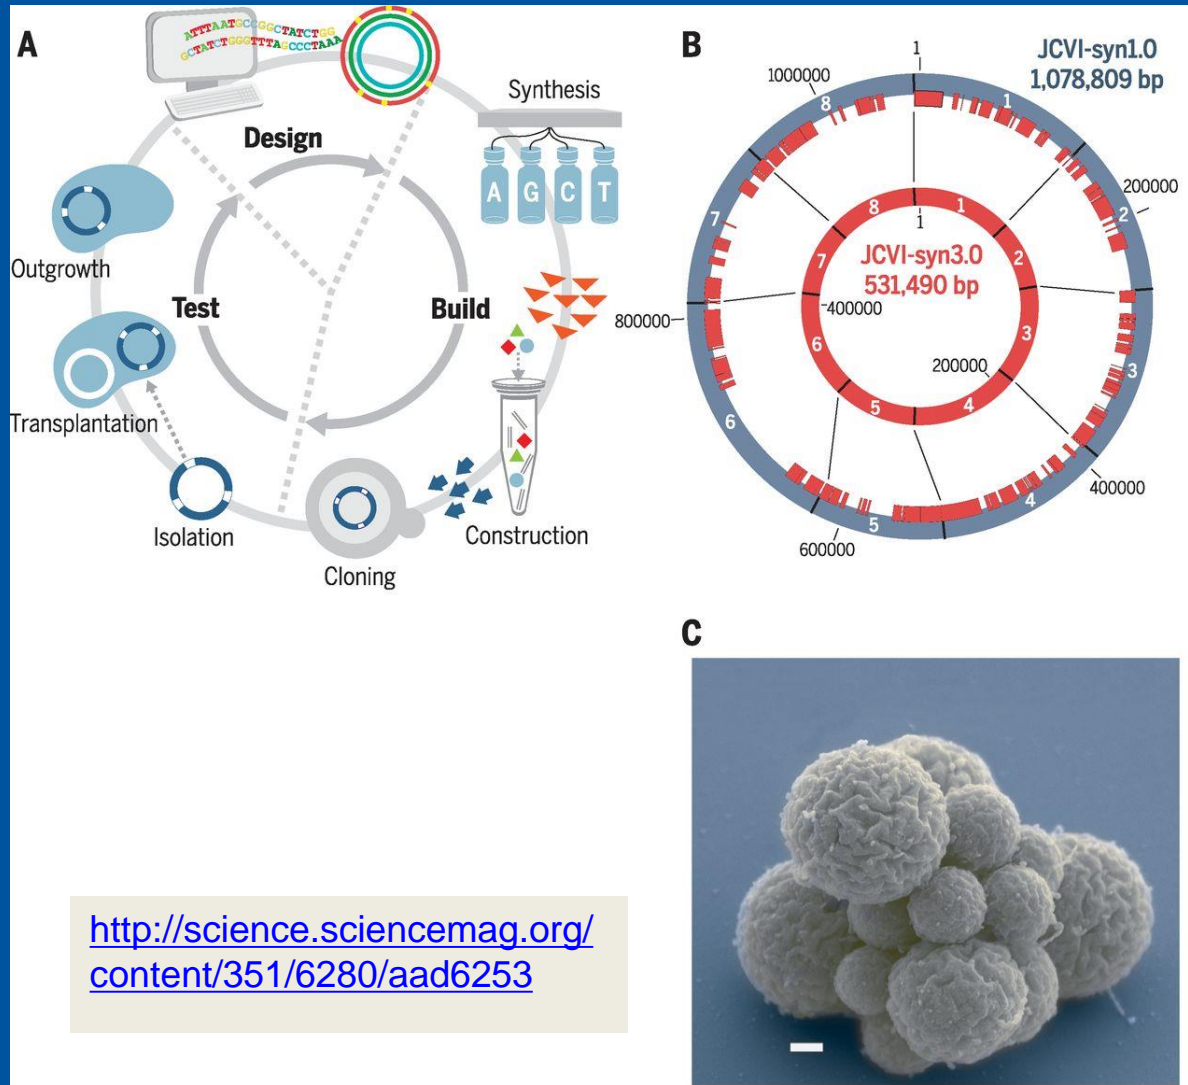 A
ATTTAATGCCGGCTATCTGG
GCTATCTGGGTTTAGCCCTAAA
Design
Synthesis
A G C T
Outgrowth
Test
Build
Transplantation
Isolation
Construction
Cloning
B
JCVI-syn1.0
1,078,809 bp
1
1000000
8
1
200000
2
7
8
1
1
JCVI-syn3.0
531,490 bp
2
7
400000
800000
3
6
3
200000
6
5
4
400000
4
5
600000
C
http://science.sciencemag.org/
content/351/6280/aad6253